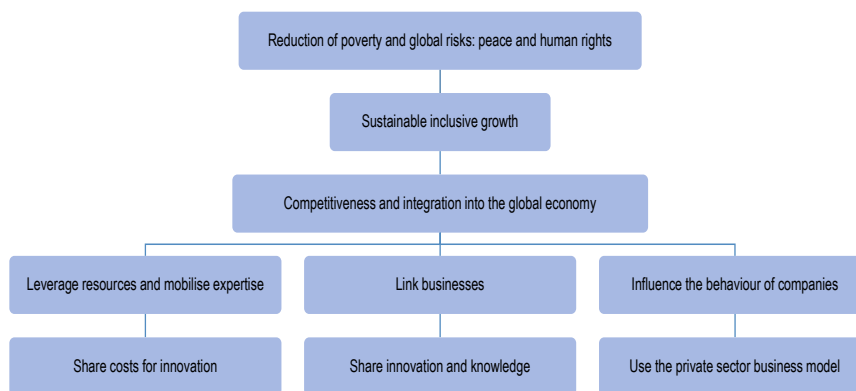 Reduction of poverty and global risks: peace and human rights
Sustainable inclusive growth
Competitiveness and integration into the global economy
Leverage resources and mobilise expertise
Link businesses
Influence the behaviour of companies
Share costs for innovation
Share innovation and knowledge
Use the private sector business model